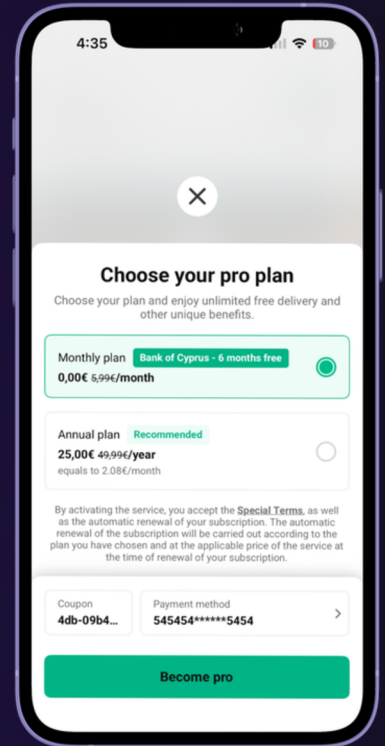 4:35
10
Choose your pro plan
Choose your plan and enjoy unlimited free delivery and
other unique benefits.
Monthly plan Bank of Cyprus - 6 months free
0,00€ 5,99€/month
Annual plan Recommended
25,00€ 49,99€/year
equals to 2.08€/month
By activating the service, you accept the Special Terms, as well
as the automatic renewal of your subscription. The automatic
renewal of the subscription will be carried out according to the
plan you have chosen and at the applicable price of the service at
the time of renewal of your subscription.
Coupon Payment method
4db-09b4... 545454******5454
Become pro